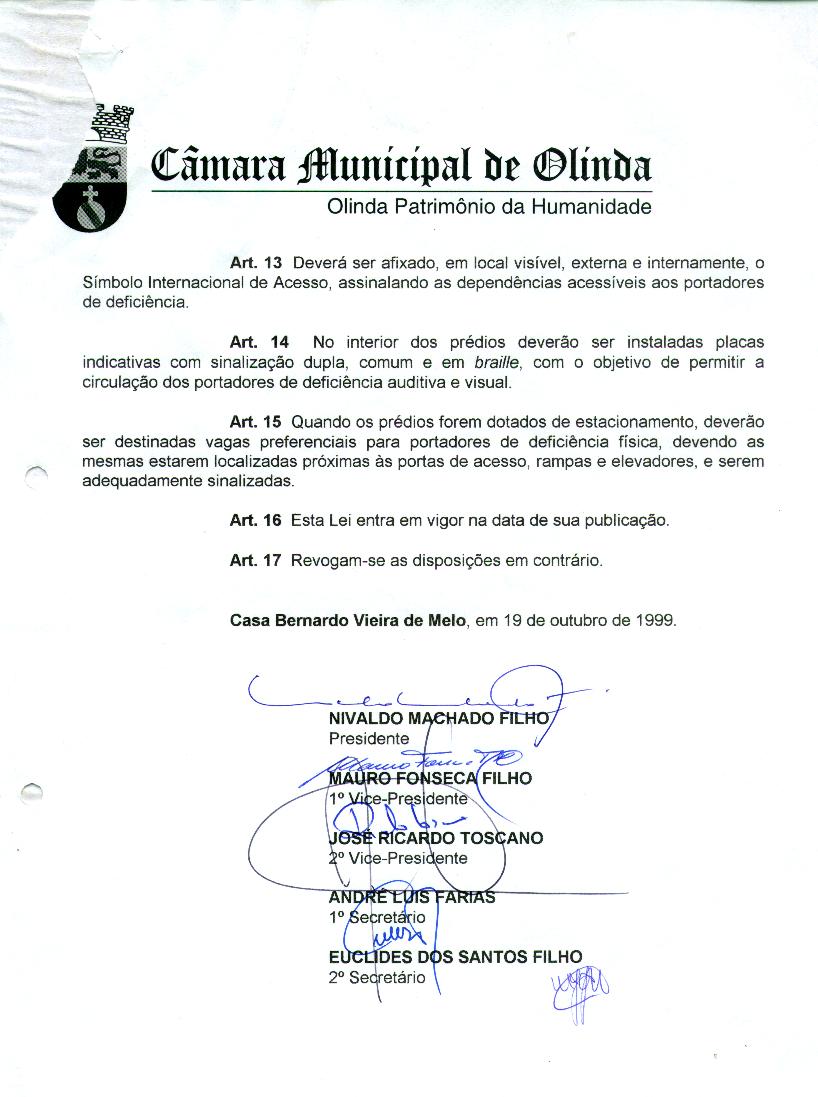 Câmara Municipal de Olinda
Olinda Patrimônio da Humanidade
Art. 13 Deverá ser afixado, em local visível, externa e internamente, o
Símbolo Internacional de Acesso, assinalando as dependências acessíveis aos portadores
de deficiência.
Art. 14 No interior dos prédios deverão ser instaladas placas
indicativas com sinalização dupla, comum e em braille, com o objetivo de permitir a
circulação dos portadores de deficiência auditiva e visual.
Art. 15 Quando os prédios forem dotados de estacionamento, deverão
ser destinadas vagas preferenciais para portadores de deficiência física, devendo as
mesmas estarem localizadas próximas às portas de acesso, rampas e elevadores, e serem
adequadamente sinalizadas.
Art. 16 Esta Lei entra em vigor na data de sua publicação.
Art. 17 Revogam-se as disposições em contrário.
Casa Bernardo Vieira de Melo, em 19 de outubro de 1999.
NIVALDO MACHADO FILHO
Presidente
MAURO FONSECA FILHO
1º Vice-Presidente
JOSÉ RICARDO TOSCANO
2º Vice-Presidente
ANDRÉ LUIS FARIAS
1º Secretário
EUCLIDES DOS SANTOS FILHO
2º Secretário